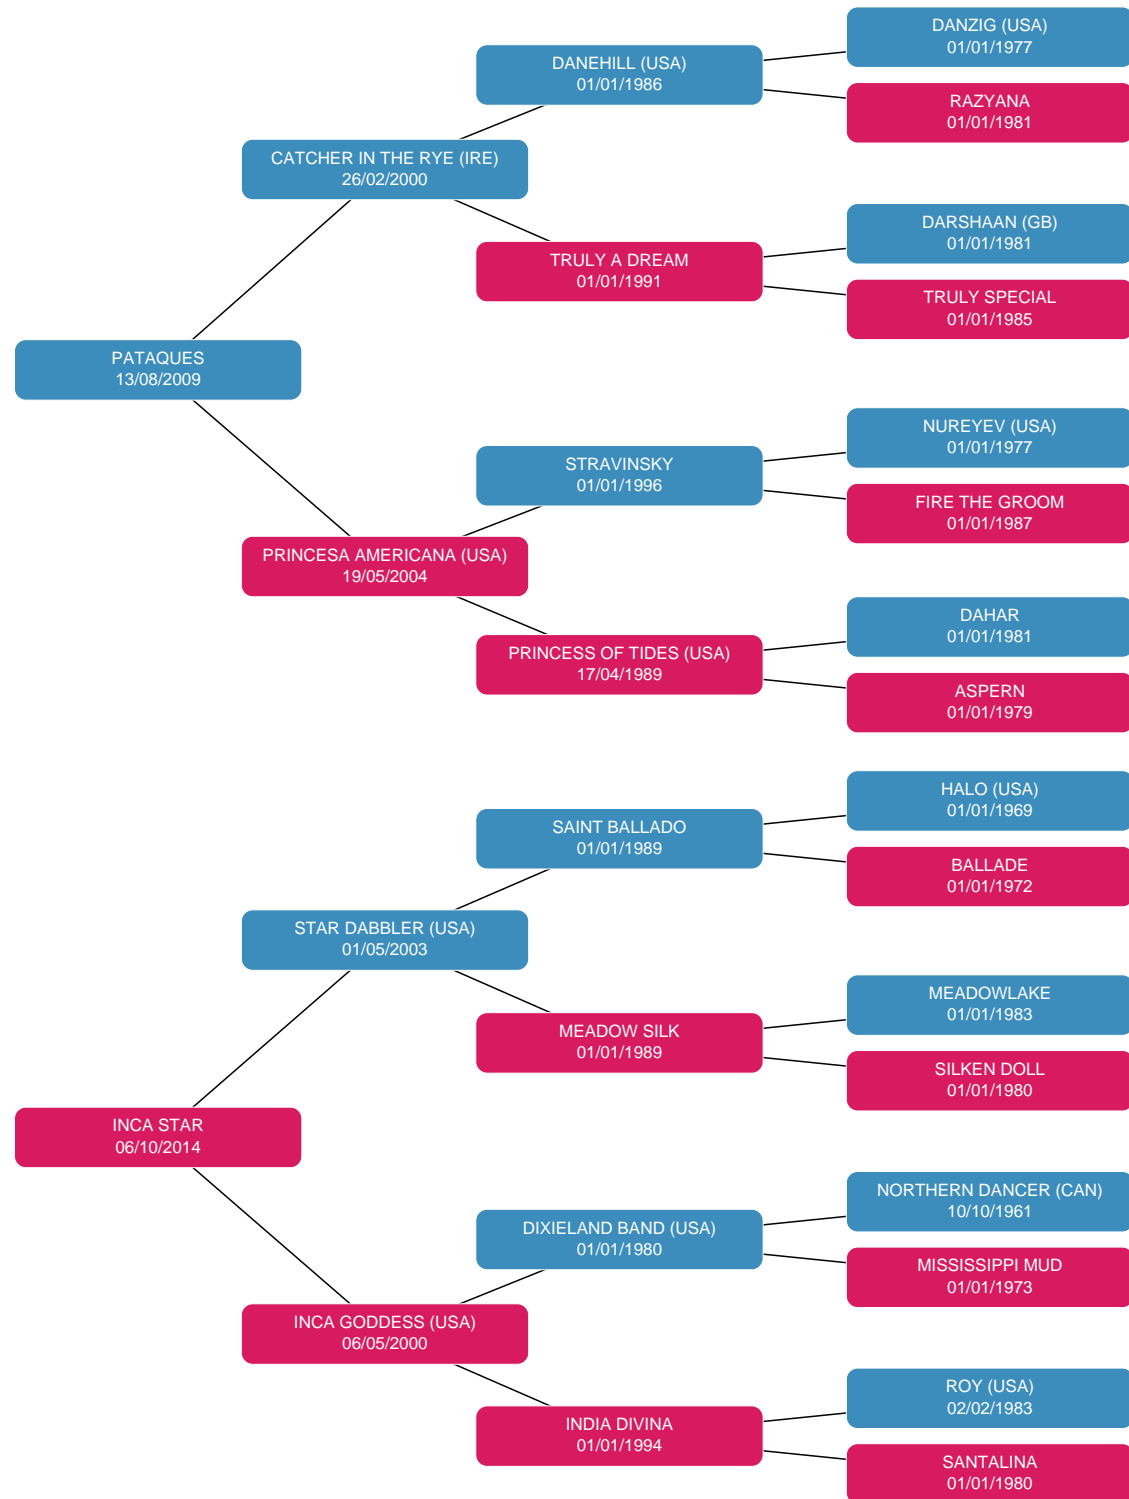 DANZIG (USA)
01/01/1977
DANEHILL (USA)
01/01/1986
RAZYANA
01/01/1981
CATCHER IN THE RYE (IRE)
26/02/2000
DARSHAAN (GB)
01/01/1981
TRULY A DREAM
01/01/1991
TRULY SPECIAL
01/01/1985
PATAQUES
13/08/2009
NUREYEV (USA)
01/01/1977
STRAVINSKY
01/01/1996
FIRE THE GROOM
01/01/1987
PRINCESA AMERICANA (USA)
19/05/2004
DAHAR
01/01/1981
PRINCESS OF TIDES (USA)
17/04/1989
ASPERN
01/01/1979
HALO (USA)
01/01/1969
SAINT BALLADO
01/01/1989
BALLADE
01/01/1972
STAR DABBLER (USA)
01/05/2003
MEADOWLAKE
01/01/1983
MEADOW SILK
01/01/1989
SILKEN DOLL
01/01/1980
INCA STAR
06/10/2014
NORTHERN DANCER (CAN)
10/10/1961
DIXIELAND BAND (USA)
01/01/1980
MISSISSIPPI MUD
01/01/1973
INCA GODDESS (USA)
06/05/2000
ROY (USA)
02/02/1983
INDIA DIVINA
01/01/1994
SANTALINA
01/01/1980